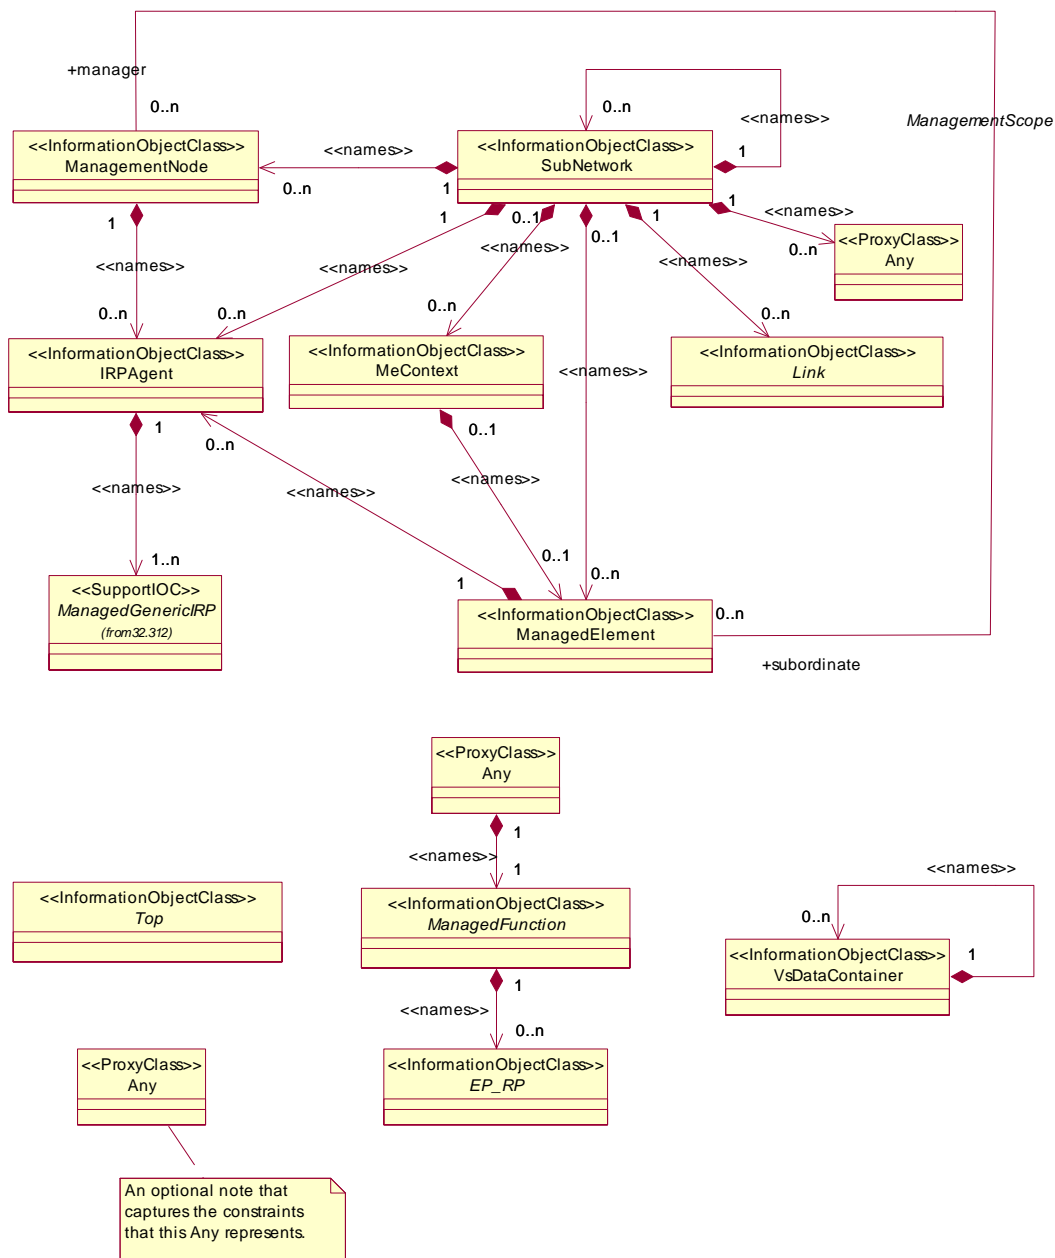 +manager
0..n
0..n
<<names>>
ManagementScope
<<InformationObjectClass>>
ManagementNode
<<names>>
0..n
1
<<InformationObjectClass>>
SubNetwork
1
1
<<names>>
0..n
<<ProxyClass>>
Any
1
<<names>>
0..n
1
<<names>>
0..n
0..1
<<names>>
0..n
0..1
<<names>>
0..n
1
<<names>>
0..n
<<InformationObjectClass>>
IRPAgent
<<InformationObjectClass>>
MeContext
<<InformationObjectClass>>
Link
1
<<names>>
1..n
0..n
<<names>>
1
0..1
<<names>>
0..1
<<SupportIOC>>
ManagedGenericIRP
(from32.312)
<<InformationObjectClass>>
ManagedElement
0..n
+subordinate
<<ProxyClass>>
Any
1
<<names>>
1
<<InformationObjectClass>>
Top
<<InformationObjectClass>>
ManagedFunction
1
<<names>>
0..n
<<InformationObjectClass>>
EP_RP
<<names>>
0..n
<<InformationObjectClass>>
VsDataContainer
1
<<ProxyClass>>
Any
An optional note that
captures the constraints
that this Any represents.